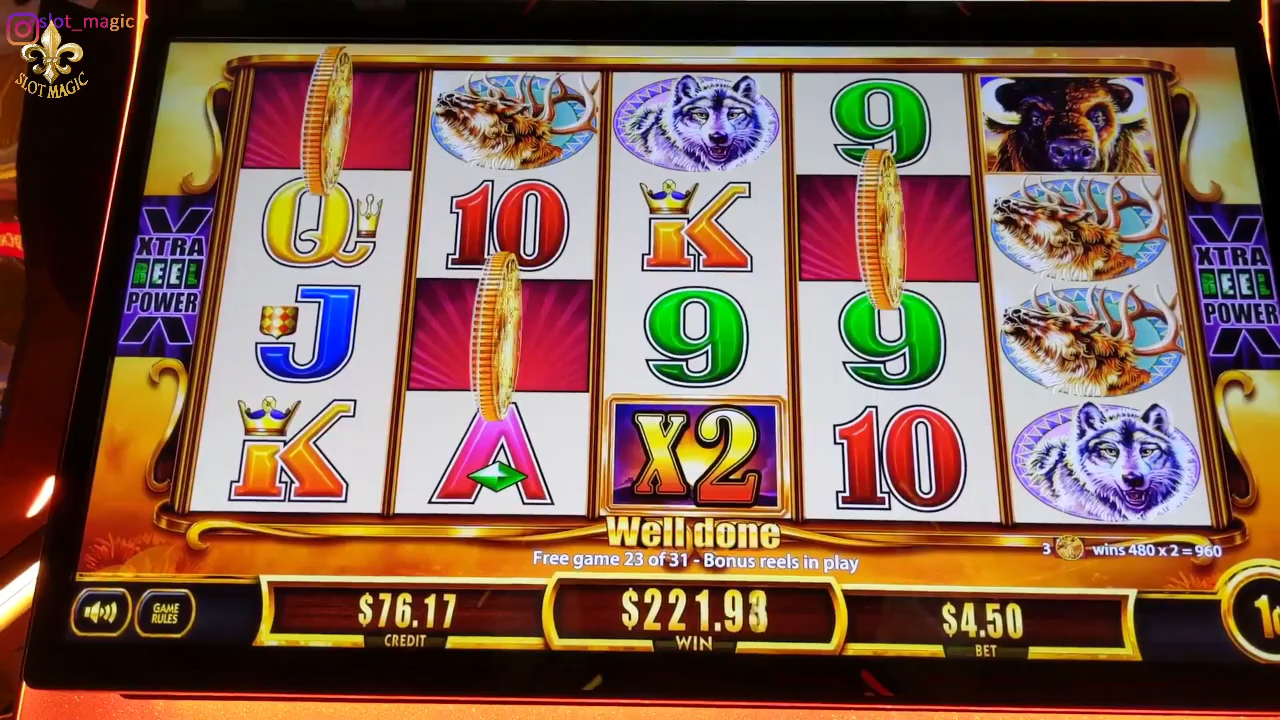 slot_magic
SLOT MAGIC
9
Q
10
K
XTRA
REEL
POWER
XTRA
REEL
POWER
J
9
9
K
A
X2
10
Well done
Free game 23 of 31 - Bonus reels in play
3 wins 480 x 2 = 960
GAME
RULES
$76.17
CREDIT
$221.93
WIN
$4.50
BET